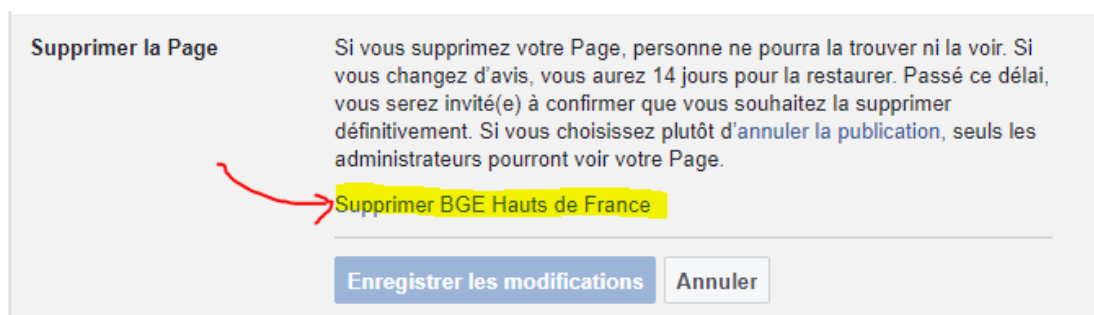 Supprimer la Page
Si vous supprimez votre Page, personne ne pourra la trouver ni la voir. Si
vous changez d'avis, vous aurez 14 jours pour la restaurer. Passé ce délai,
vous serez invité(e) à confirmer que vous souhaitez la supprimer
définitivement. Si vous choisissez plutôt d'annuler la publication, seuls les
administrateurs pourront voir votre Page.
Supprimer BGE Hauts de France
Enregistrer les modifications Annuler